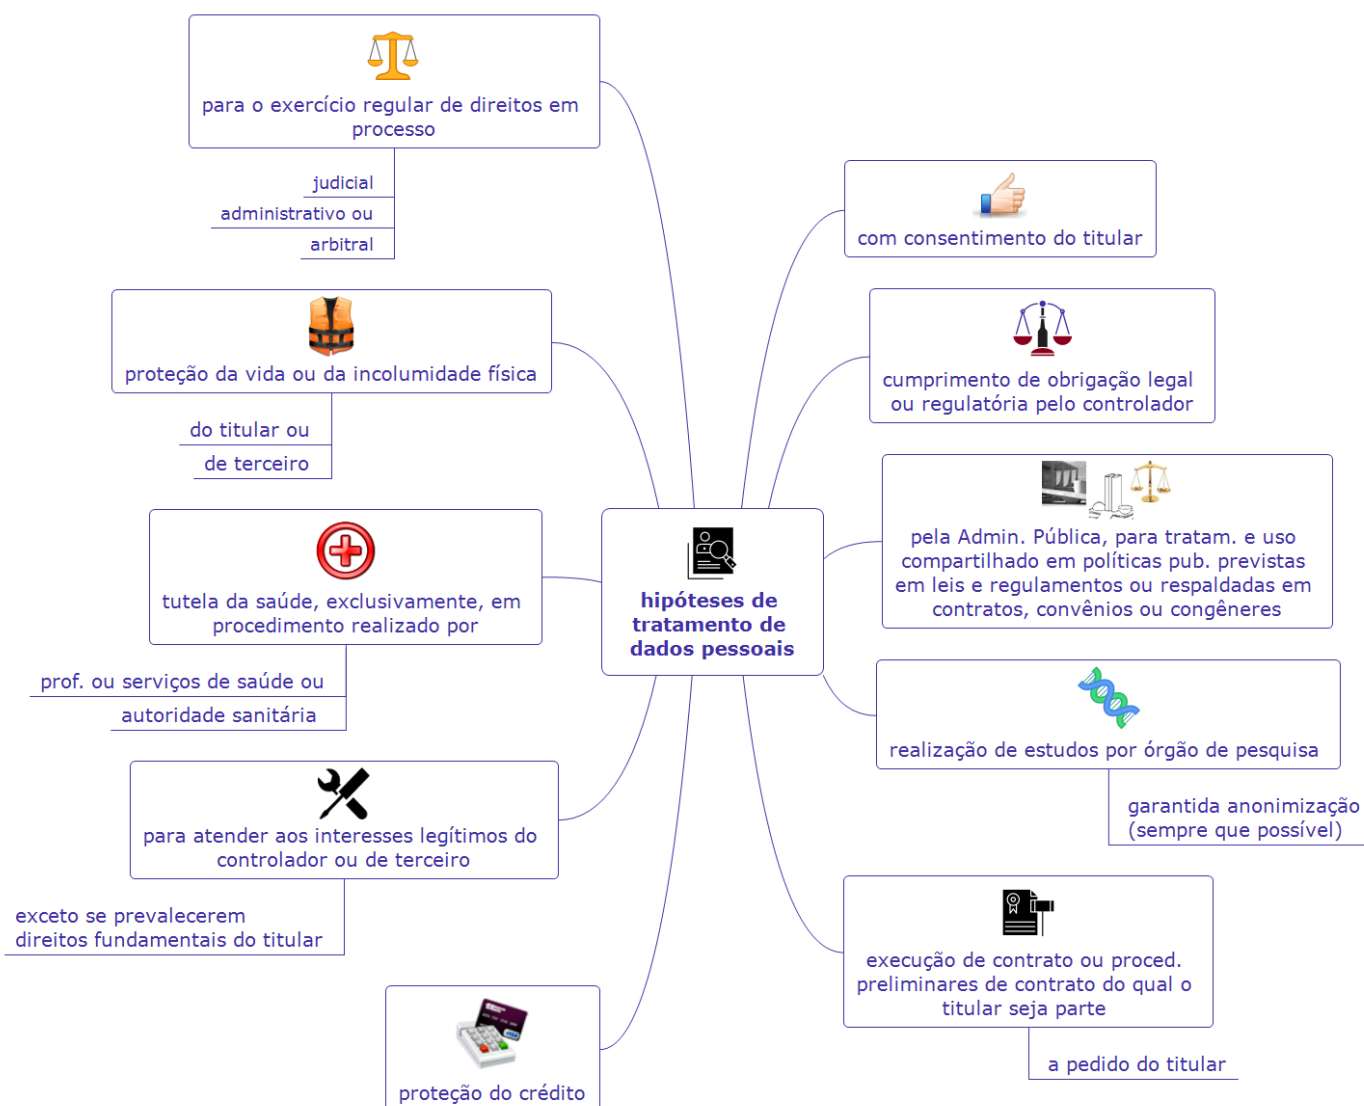 hipóteses de
tratamento de
dados pessoais
com consentimento do titular
cumprimento de obrigação legal
ou regulatória pelo controlador
pela Admin. Pública, para tratam. e uso
compartilhado em políticas pub. previstas
em leis e regulamentos ou respaldadas em
contratos, convênios ou congêneres
realização de estudos por órgão de pesquisa
garantida anonimização
(sempre que possível)
execução de contrato ou proced.
preliminares de contrato do qual o
titular seja parte
a pedido do titular
para o exercício regular de direitos em
processo
judicial
administrativo ou
arbitral
proteção da vida ou da incolumidade física
do titular ou
de terceiro
tutela da saúde, exclusivamente, em
procedimento realizado por
prof. ou serviços de saúde ou
autoridade sanitária
para atender aos interesses legítimos do
controlador ou de terceiro
exceto se prevalecerem
direitos fundamentais do titular
proteção do crédito